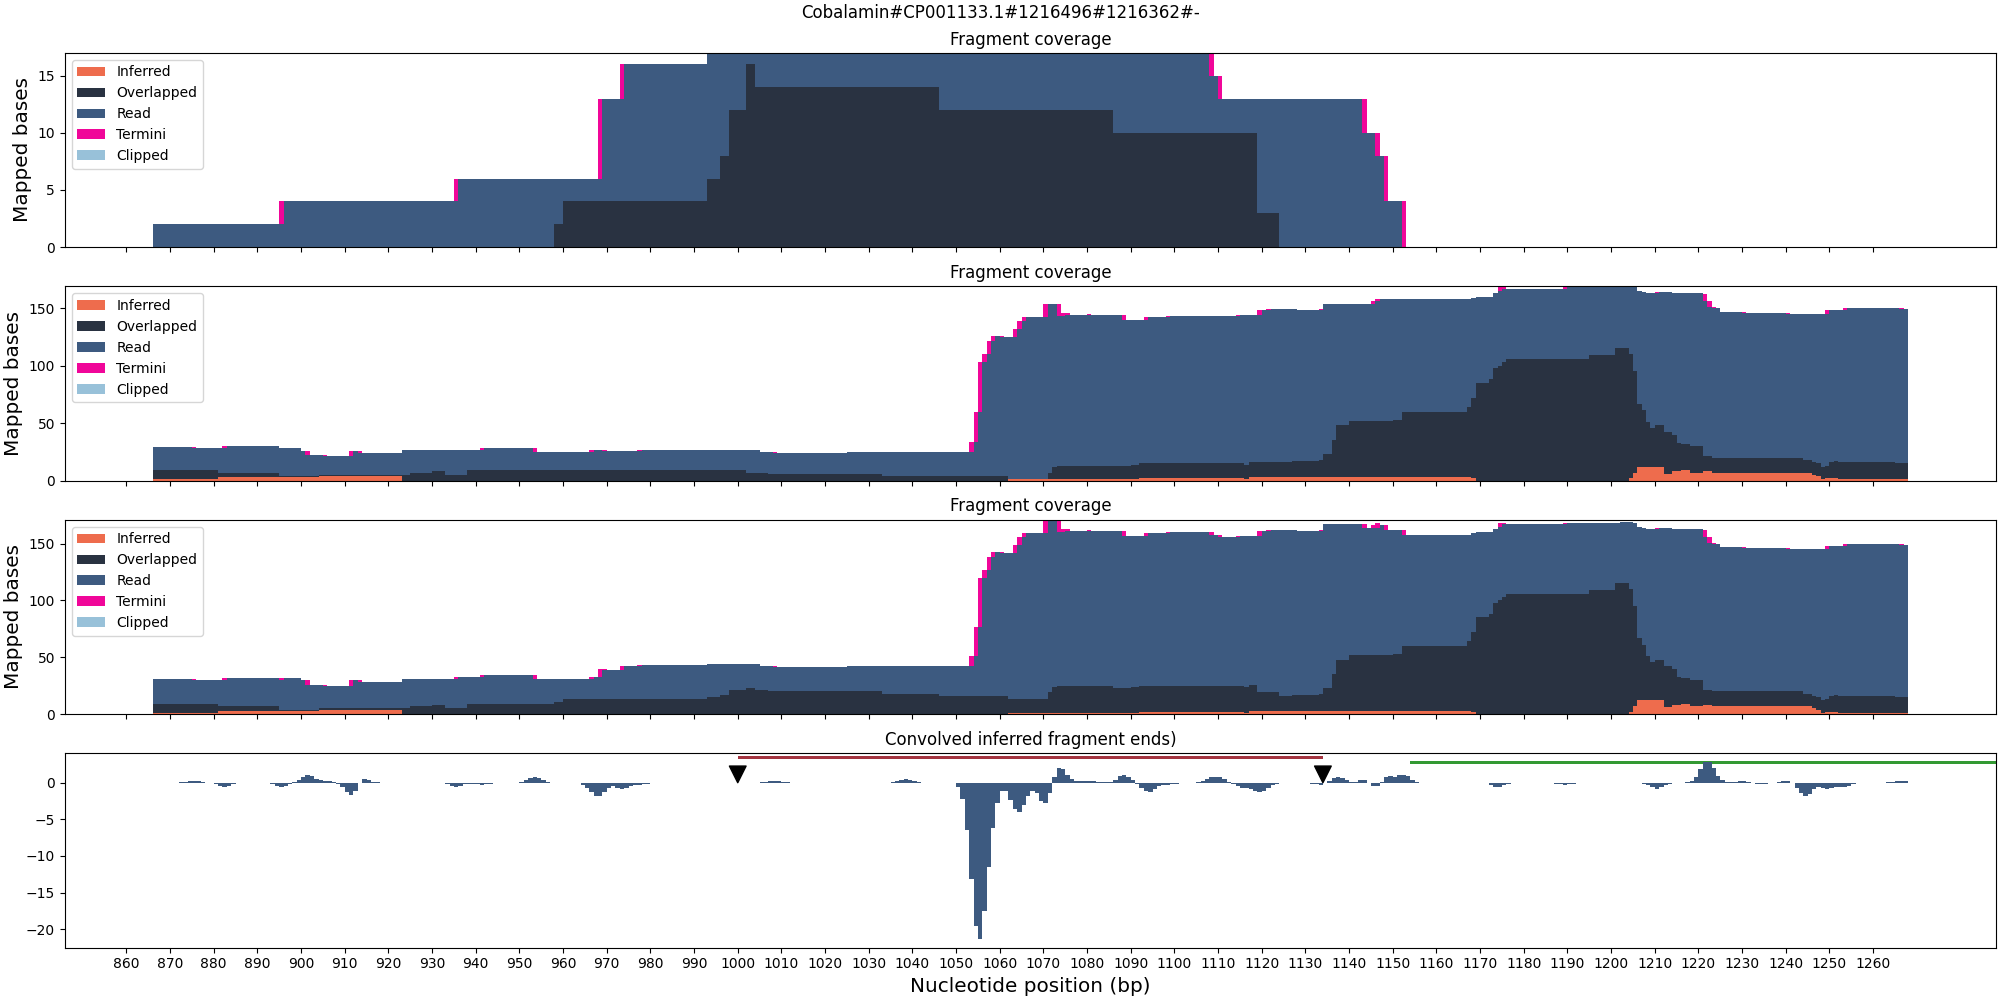 Cobalamin#CP001133.1#1216496#1216362#-
Fragment coverage
Mapped bases
15
10
5
0
Inferred
Overlapped
Read
Termini
Clipped
Fragment coverage
Mapped bases
150
100
50
0
Inferred
Overlapped
Read
Termini
Clipped
Fragment coverage
Mapped bases
150
100
50
0
Inferred
Overlapped
Read
Termini
Clipped
Convolved inferred fragment ends)
0
−5
−10
−15
−20
860 870 880 890 900 910 920 930 940 950 960 970 980 990 1000 1010 1020 1030 1040 1050 1060 1070 1080 1090 1100 1110 1120 1130 1140 1150 1160 1170 1180 1190 1200 1210 1220 1230 1240 1250 1260
Nucleotide position (bp)